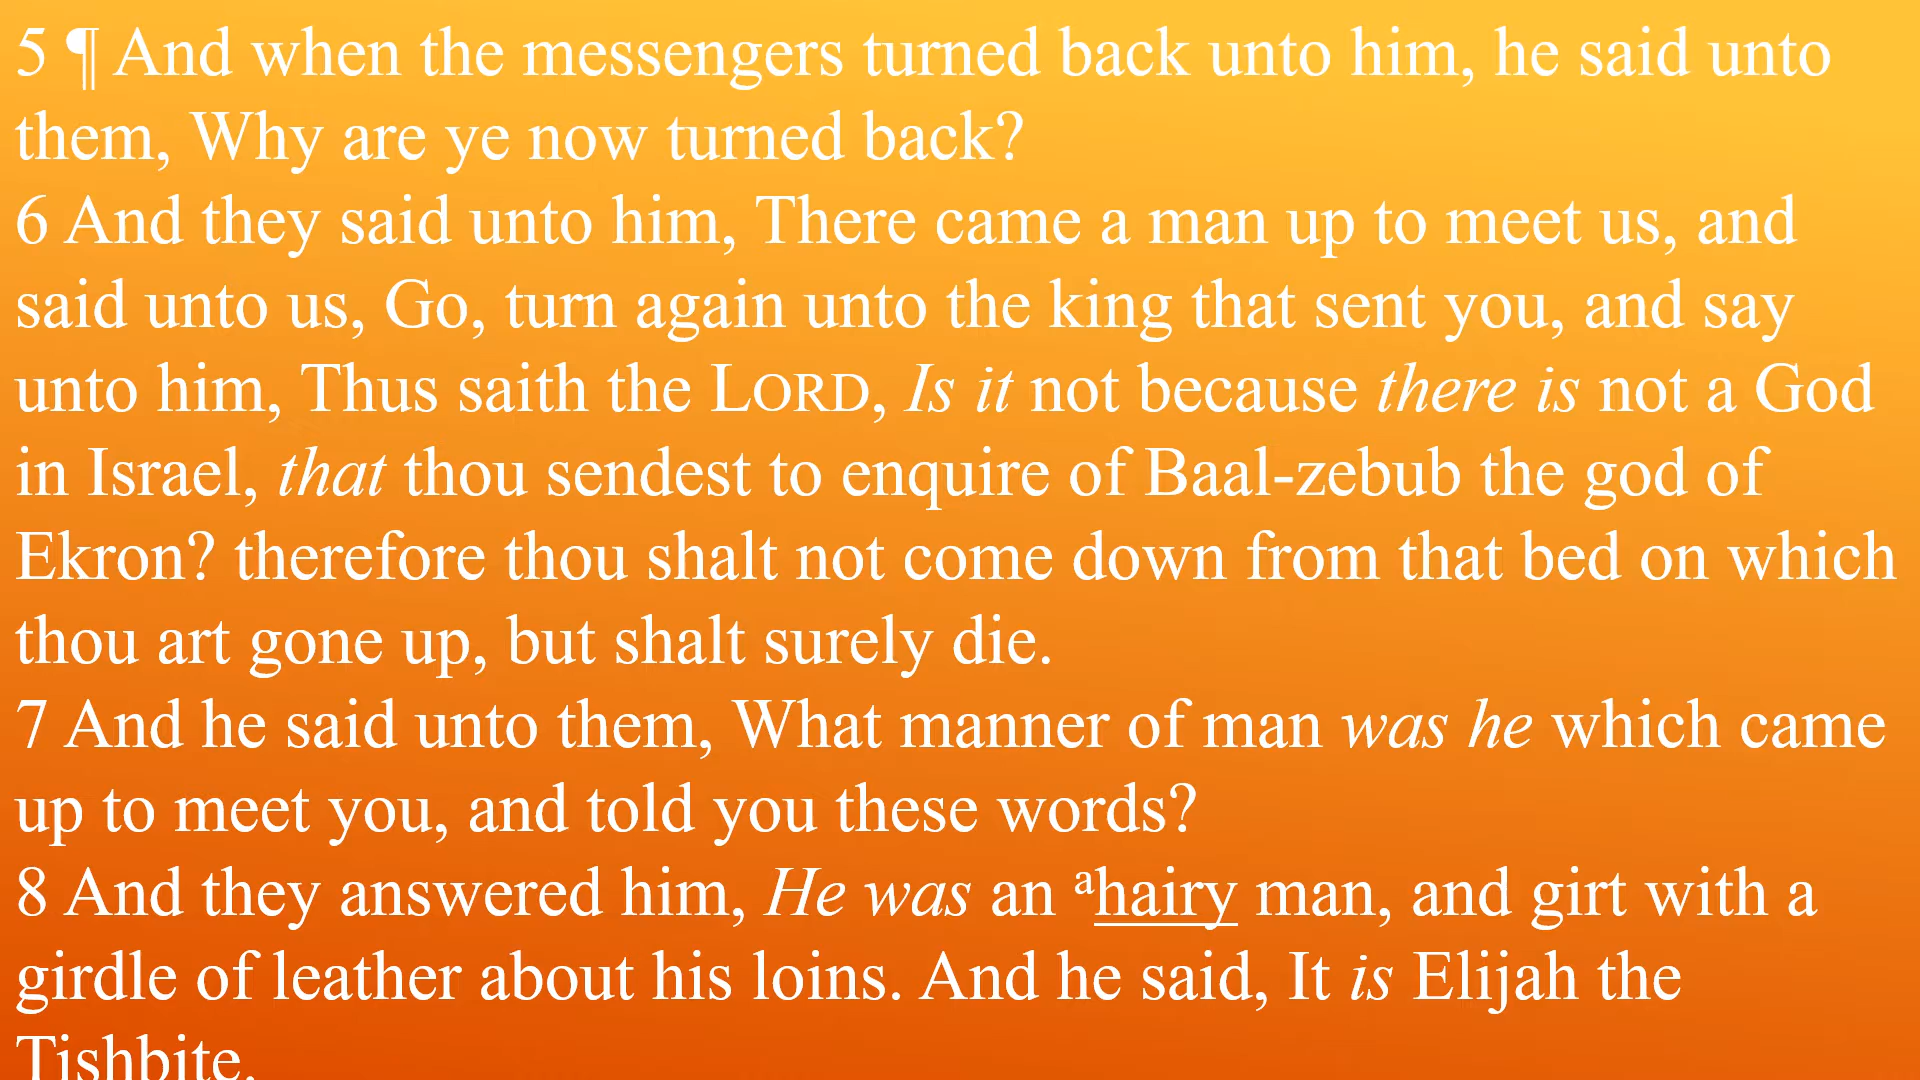 5 ¶ And when the messengers turned back unto him, he said unto
them, Why are ye now turned back?
6 And they said unto him, There came a man up to meet us, and
said unto us, Go, turn again unto the king that sent you, and say
unto him, Thus saith the LORD, Is it not because there is not a God
in Israel, that thou sendest to enquire of Baal-zebub the god of
Ekron? therefore thou shalt not come down from that bed on which
thou art gone up, but shalt surely die.
7 And he said unto them, What manner of man was he which came
up to meet you, and told you these words?
8 And they answered him, He was an ᵃhairy man, and girt with a
girdle of leather about his loins. And he said, It is Elijah the
Tishbite.